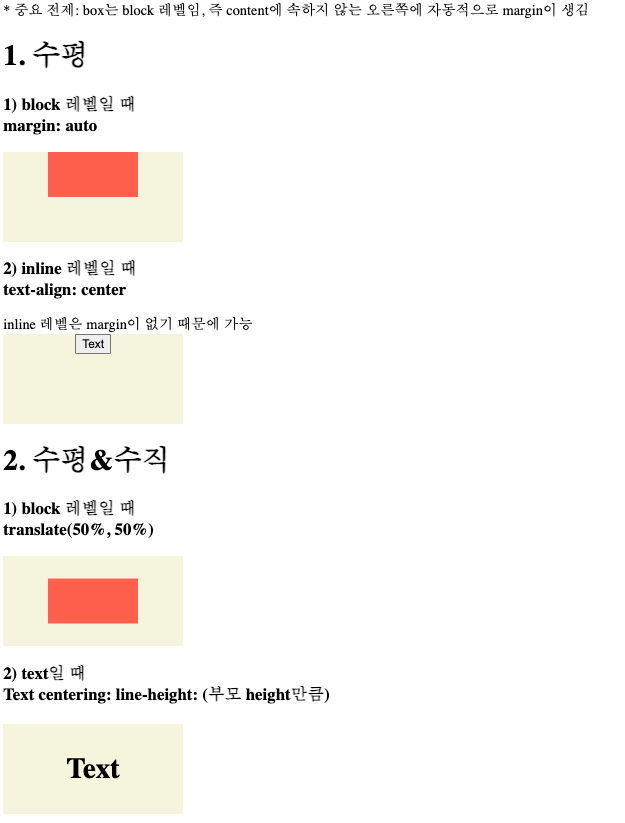 * 중요 전제: box는 block 레벨임, 즉 content에 속하지 않는 오른쪽에 자동적으로 margin이 생김
1. 수평
1) block 레벨일 때
margin: auto
2) inline 레벨일 때
text-align: center
inline 레벨은 margin이 없기 때문에 가능
Text
2. 수평&수직
1) block 레벨일 때
translate(50%, 50%)
2) text일 때
Text centering: line-height: (부모 height만큼)
Text